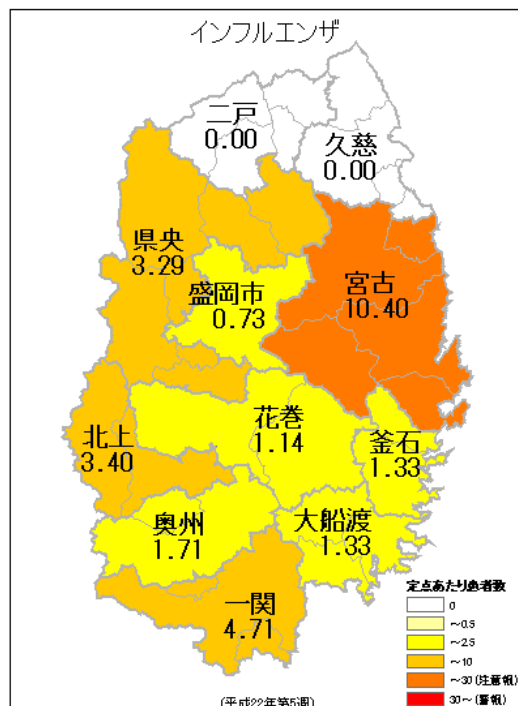 インフルエンザ
二戸
0.00
久慈
0.00
県央
3.29
盛岡市
0.73
宮古
10.40
北上
3.40
花巻
1.14
釜石
1.33
奥州
1.71
大船渡
1.33
一関
4.71
定点あたり患者数
0
～0.5
～2.5
～10
～30(注意報)
30～(警報)
(平成22年第5週)